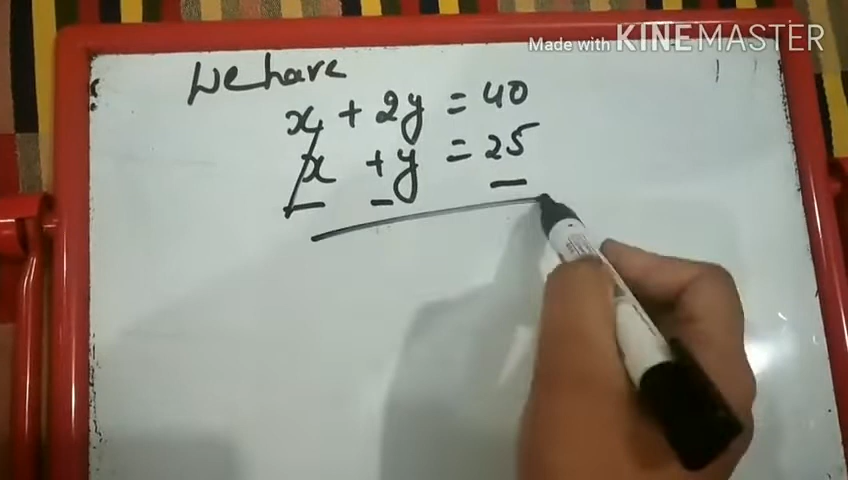 Made with KINEMASTER
We have
x + 2y = 40
x + y = 25
— — —